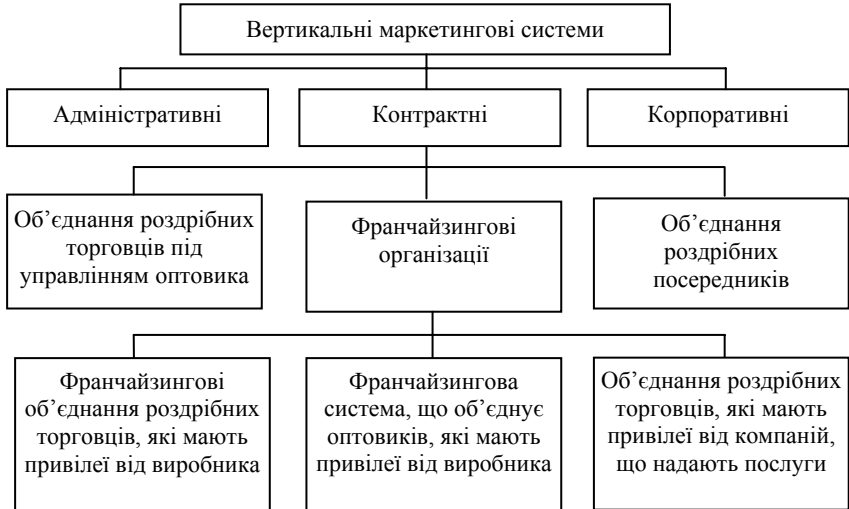 Вертикальні маркетингові системи
Адміністративні
Контрактні
Корпоративні
Об’єднання роздрібних
торговців під
управлінням оптовика
Франчайзингові
організації
Об’єднання
роздрібних
посередників
Франчайзингові
об’єднання роздрібних
торговців, які мають
привілеї від виробника
Франчайзингова
система, що об’єднує
оптовиків, які мають
привілеї від виробника
Об’єднання роздрібних
торговців, які мають
привілеї від компаній,
що надають послуги